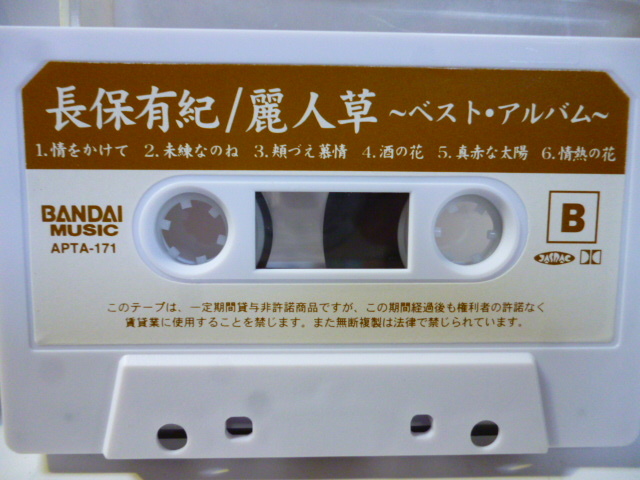 長保有紀/麗人草 ~ベスト・アルバム~
1.情をかけて 2.未練なのね 3.頬づえ慕情 4.酒の花 5.真赤な太陽 6.情熱の花
BANDAI
MUSIC
APTA-171
B
JASRAC
このテープは、一定期間貸与非許諾商品ですが、この期間経過後も権利者の許諾なく
賃貸業に使用することを禁じます。また無断複製は法律で禁じられています。